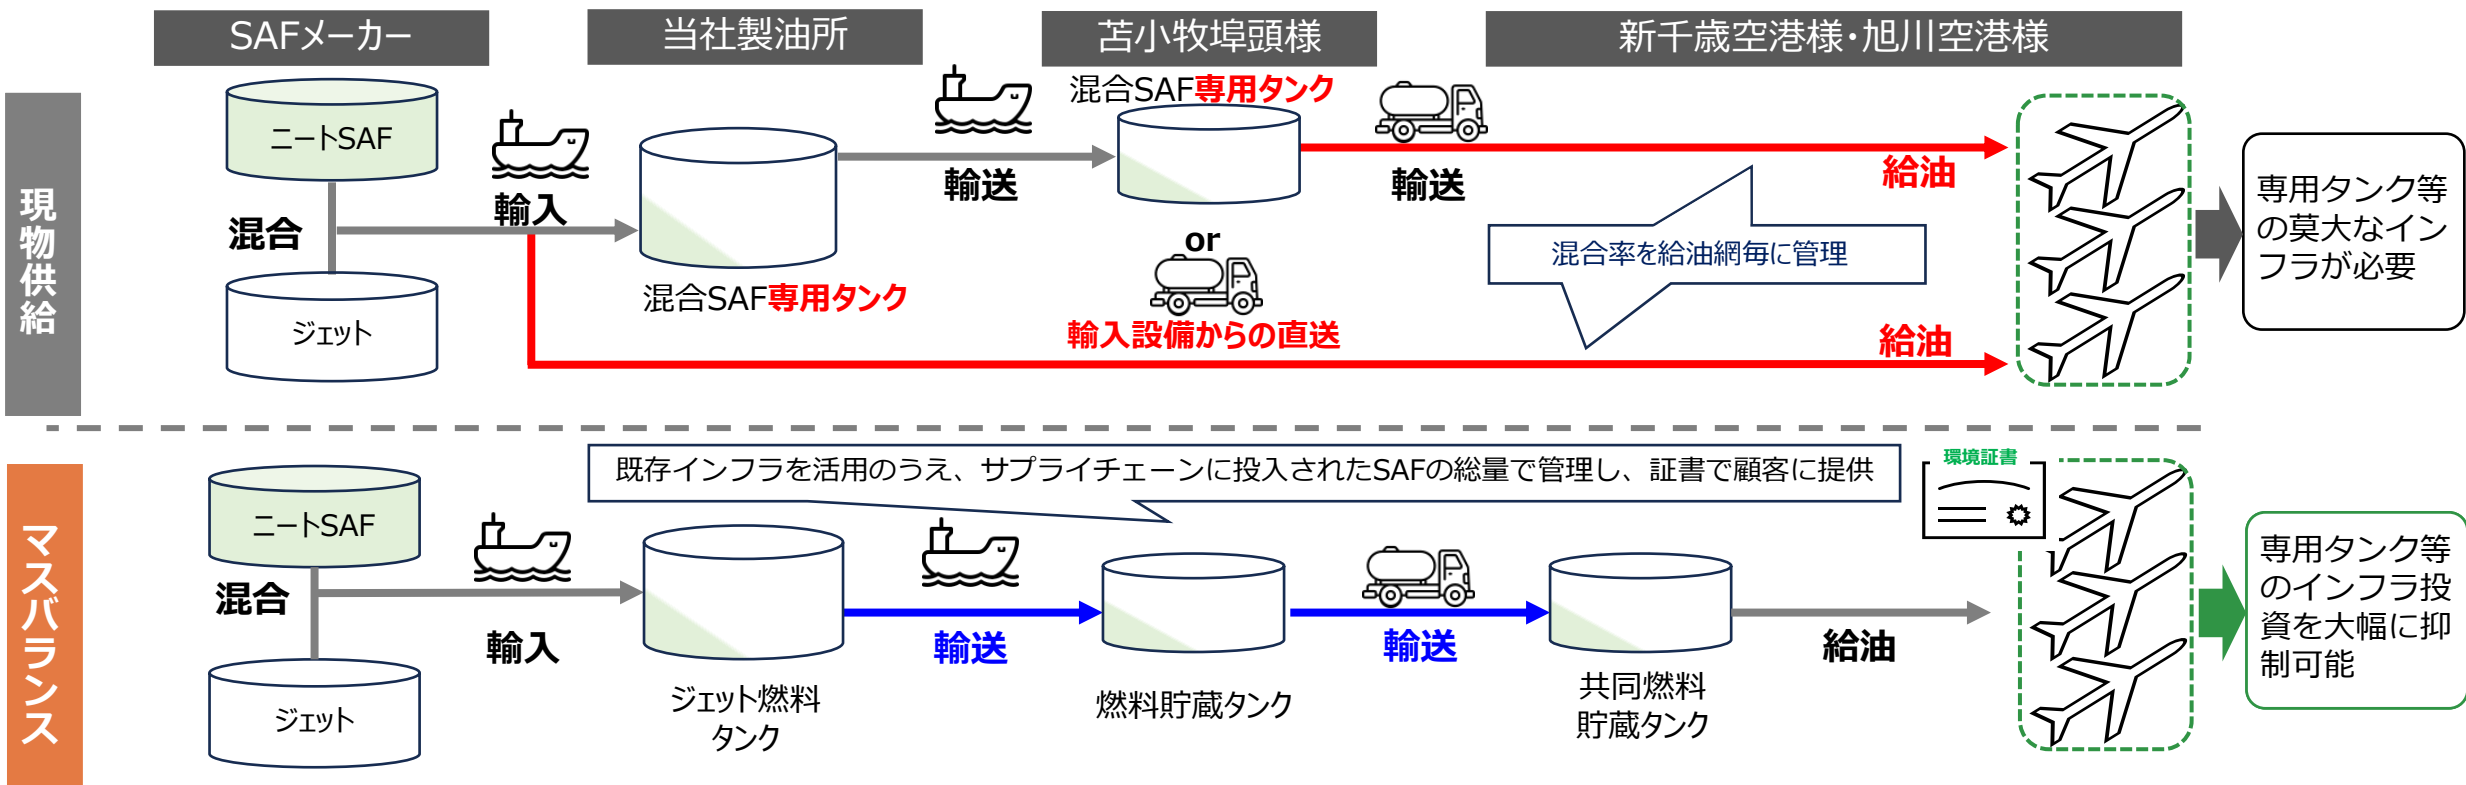 SAFメーカー
当社製油所
苫小牧埠頭様
新千歳空港様・旭川空港様
現物供給
ニートSAF
混合
ジェット
輸入
混合SAF専用タンク
輸送
混合SAF専用タンク
輸送
給油
or
輸入設備からの直送
給油
混合率を給油網毎に管理
専用タンク等
の莫大なイン
フラが必要
マスバランス
既存インフラを活用のうえ、サプライチェーンに投入されたSAFの総量で管理し、証書で顧客に提供
環境証書
ニートSAF
混合
ジェット
輸入
ジェット燃料
タンク
輸送
燃料貯蔵タンク
輸送
共同燃料
貯蔵タンク
給油
専用タンク等
のインフラ投
資を大幅に抑
制可能